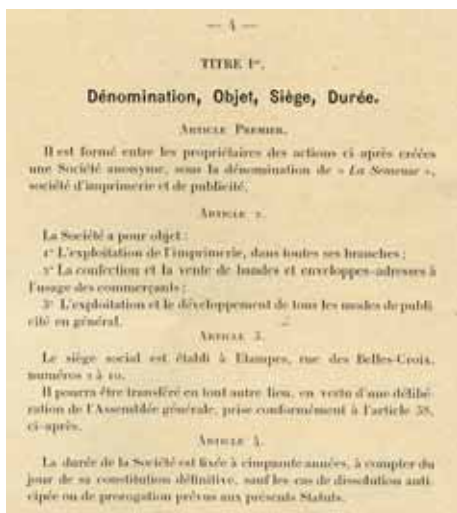 — 4 —
TITRE Iᵉʳ.
Dénomination, Objet, Siège, Durée.
Article Premier.
Il est formé entre les propriétaires des actions ci-après créées
une Société anonyme, sous la dénomination de « La Semeuse »,
société d'imprimerie et de publicité.
Article 2.
La Société a pour objet :
1º L'exploitation de l'imprimerie, dans toutes ses branches ;
2º La confection et la vente de bandes et enveloppes-adresses à
l'usage des commerçants ;
3º L'exploitation et le développement de tous les modes de publi
cité en général.
Article 3.
Le siège social est établi à Etampes, rue des Belles-Croix,
numéros 2 à 10.
Il pourra être transféré en tout autre lieu, en vertu d'une délibé-
ration de l'Assemblée générale, prise conformément à l'article 38,
ci-après.
Article 4.
La durée de la Société est fixée à cinquante années, à compter du
jour de sa constitution définitive, sauf les cas de dissolution anti-
cipée ou de prorogation prévus aux présents Statuts.